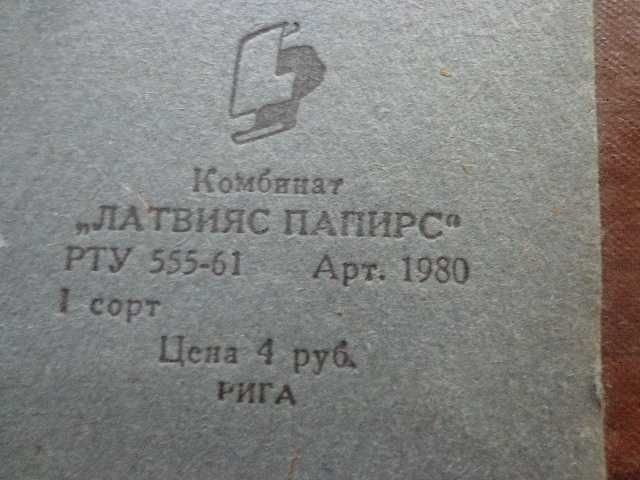 Комбинат
„ЛАТВИЯС ПАПИРС“
РТУ 555-61 Арт. 1980
I сорт
Цена 4 руб.
РИГА